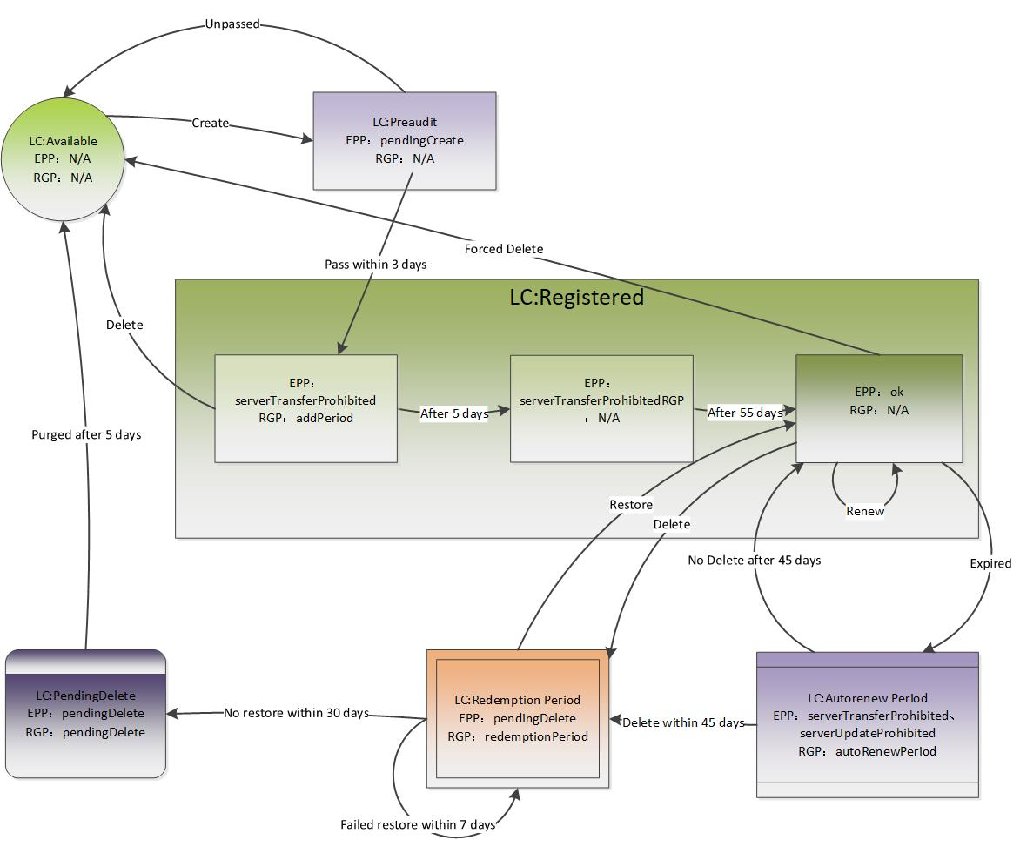 Unpassed
Create
LC:Available
EPP：N/A
RGP：N/A
LC:Preaudit
EPP：pendingCreate
RGP：N/A
Forced Delete
Pass within 3 days
LC:Registered
Delete
EPP：
serverTransferProhibited
RGP：addPeriod
After 5 days
EPP：
serverTransferProhibitedRGP
：N/A
After 55 days
EPP：ok
RGP：N/A
Purged after 5 days
Restore
Delete
Renew
No Delete after 45 days
Expired
LC:PendingDelete
EPP：pendingDelete
RGP：pendingDelete
No restore within 30 days
LC:Redemption Period
EPP：pendingDelete
RGP：redemptionPeriod
Delete within 45 days
LC:Autorenew Period
EPP：serverTransferProhibited、
serverUpdateProhibited
RGP：autoRenewPeriod
Failed restore within 7 days